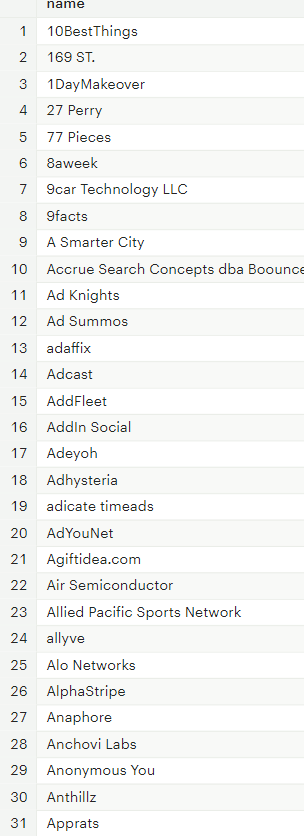 name
1 10BestThings
2 169 ST.
3 1DayMakeover
4 27 Perry
5 77 Pieces
6 8aweek
7 9car Technology LLC
8 9facts
9 A Smarter City
10 Accrue Search Concepts dba Boounce
11 Ad Knights
12 Ad Summos
13 adaffix
14 Adcast
15 AddFleet
16 AddIn Social
17 Adeyoh
18 Adhysteria
19 adicate timeads
20 AdYouNet
21 Agiftidea.com
22 Air Semiconductor
23 Allied Pacific Sports Network
24 allyve
25 Alo Networks
26 AlphaStripe
27 Anaphore
28 Anchovi Labs
29 Anonymous You
30 Anthillz
31 Apprats